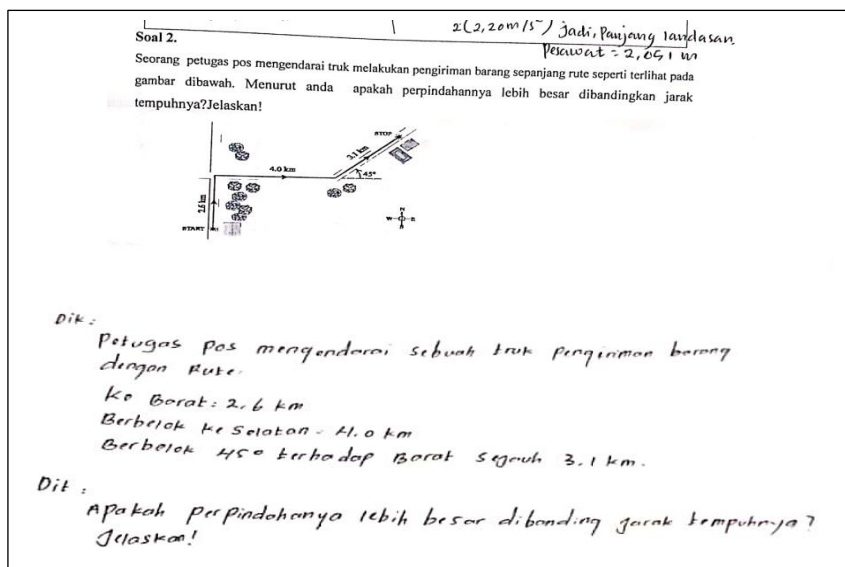 2(2,20m/s²) jadi, Panjang landasan
Pesawat = 2,051 m
Soal 2.
Seorang petugas pos mengendarai truk melakukan pengiriman barang sepanjang rute seperti terlihat pada
gambar dibawah. Menurut anda apakah perpindahannya lebih besar dibandingkan jarak
tempuhnya?Jelaskan!
STOP
3.1 km
4.0 km
45°
2.6 km
N
W E
START
Dik :
Petugas pos mengendarai sebuah truk pengiriman barang
dengan Rute.
Ke Barat : 2,6 km
Berbelok ke Selatan - 4.0 km
Berbelok 45° terhadap Barat sejauh 3.1 km.
Dit :
Apakah perpindahanya lebih besar dibanding jarak tempuhnya?
Jelaskan!